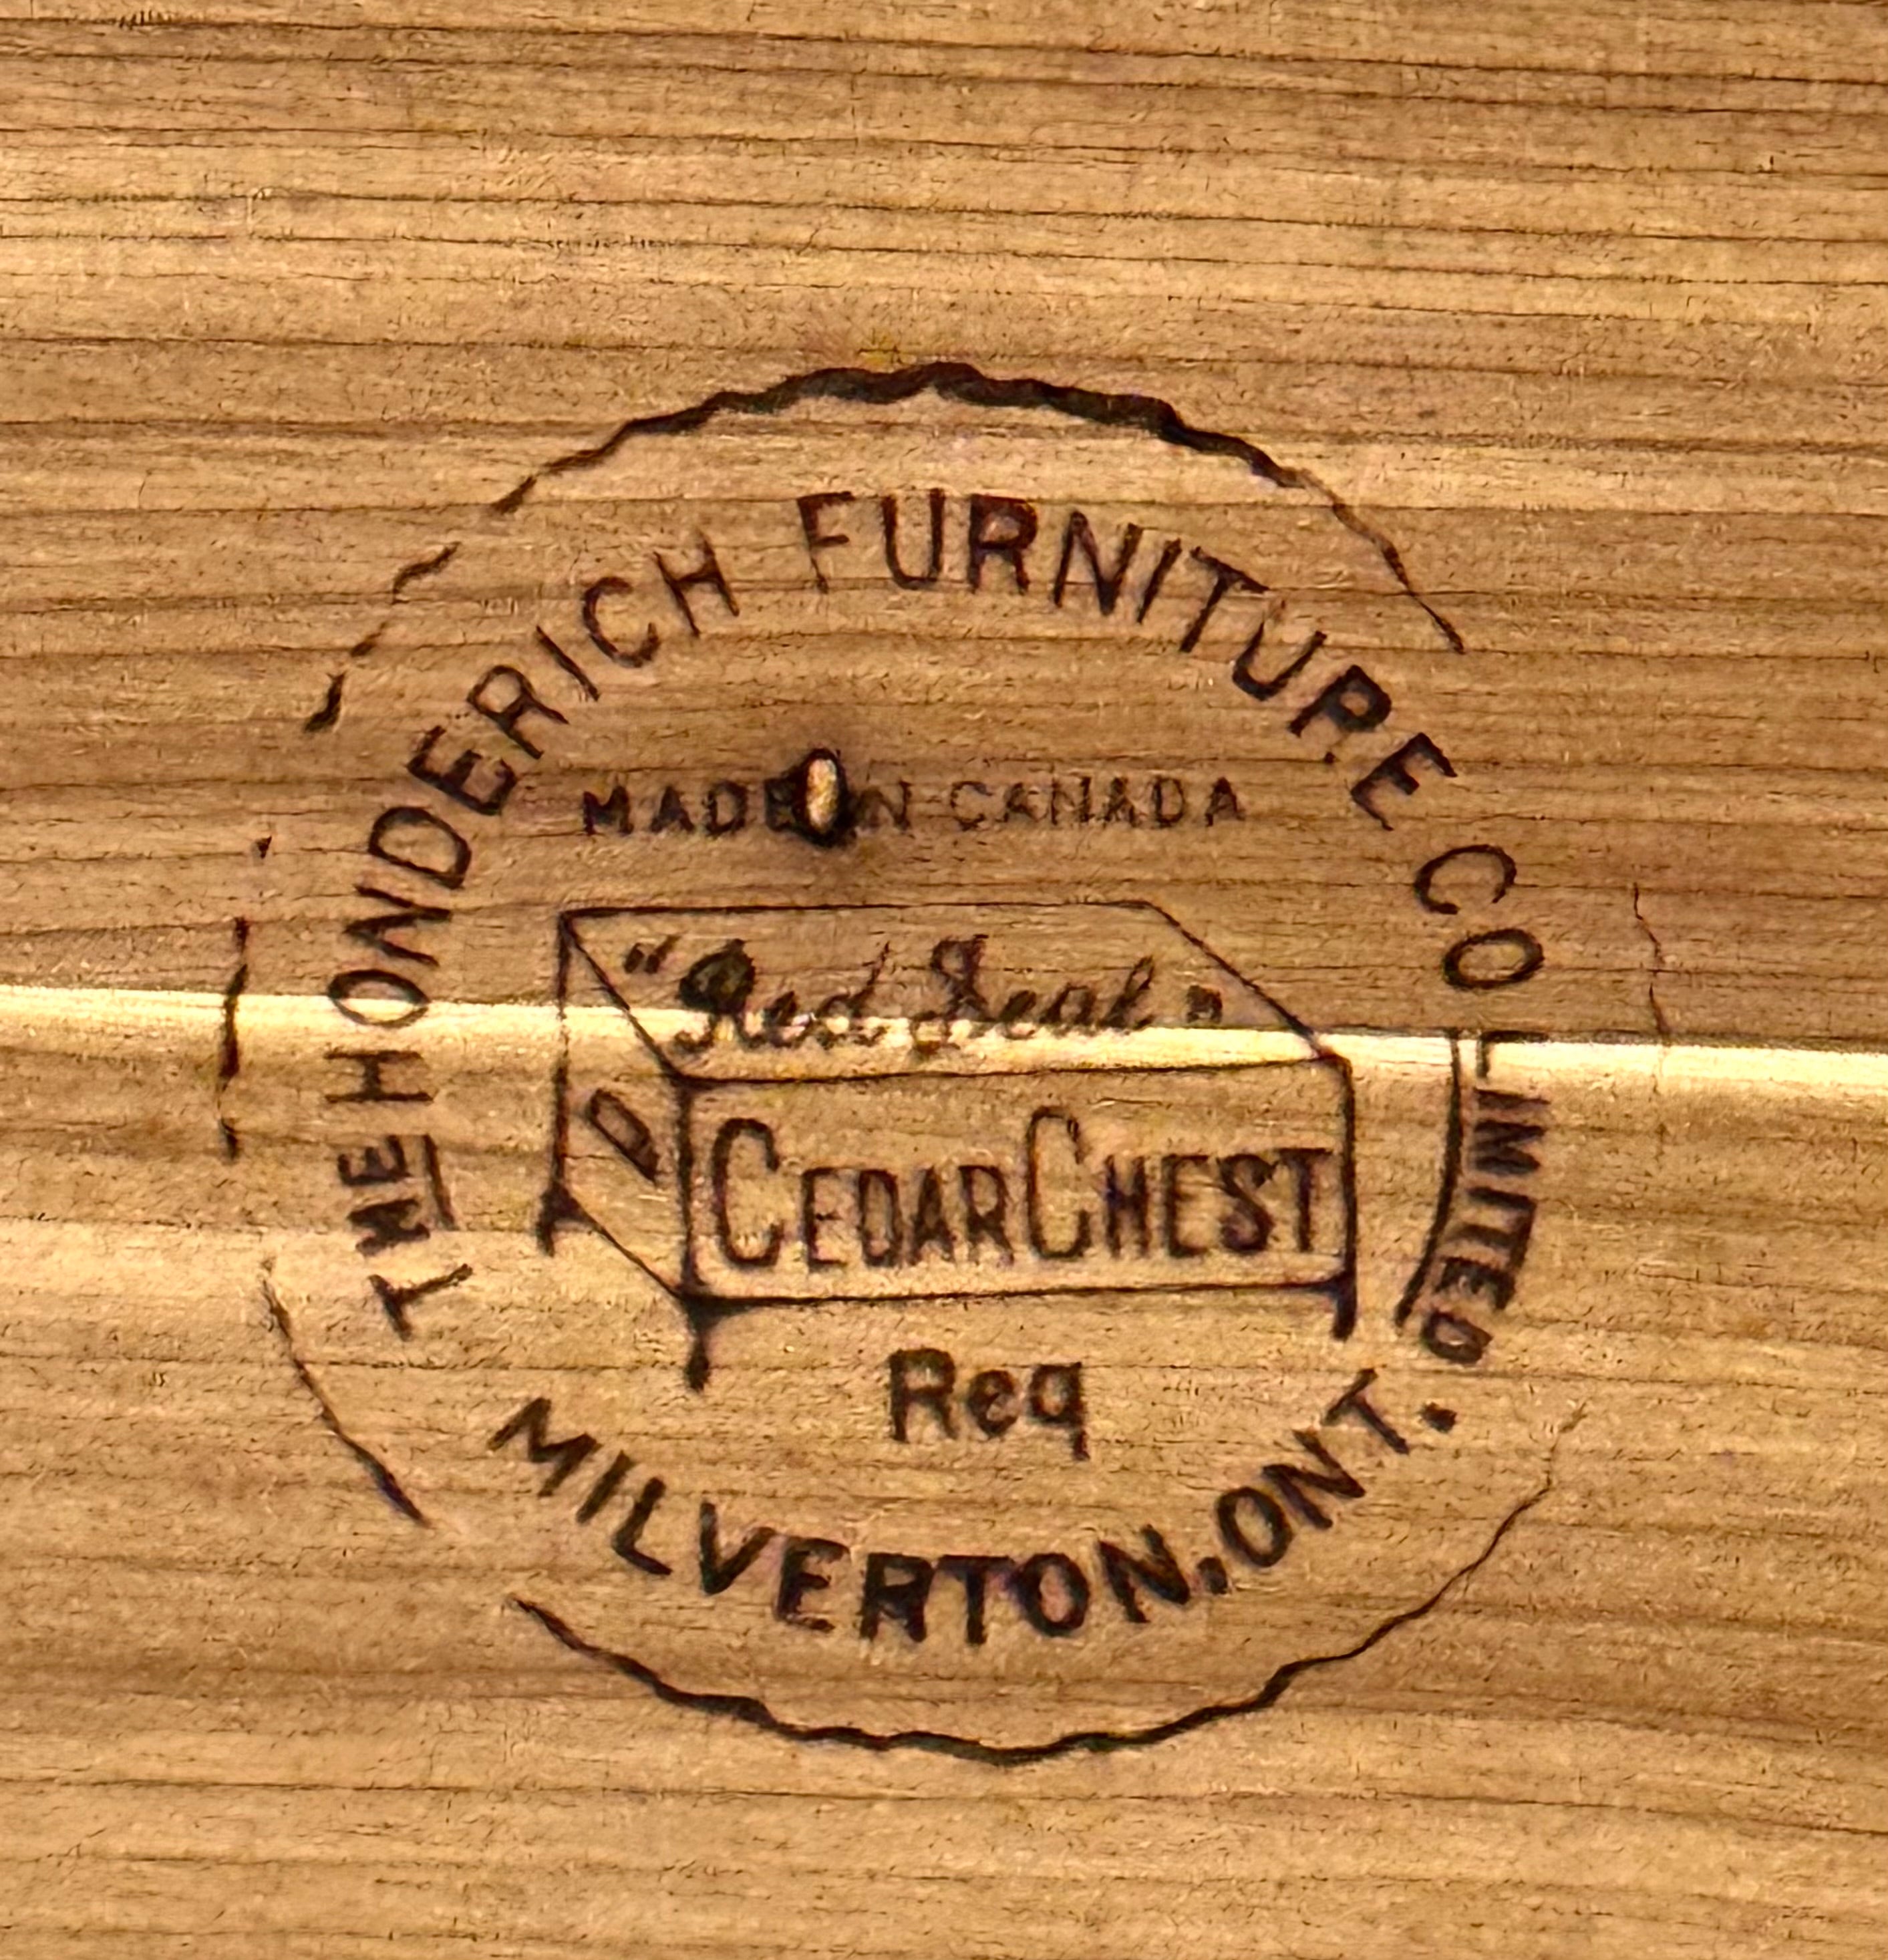 THE HONDERICH FURNITURE CO LIMITED.
MADE IN CANADA
"Red Seal"
D
CEDAR CHEST
Reg
MILVERTON, ONT.